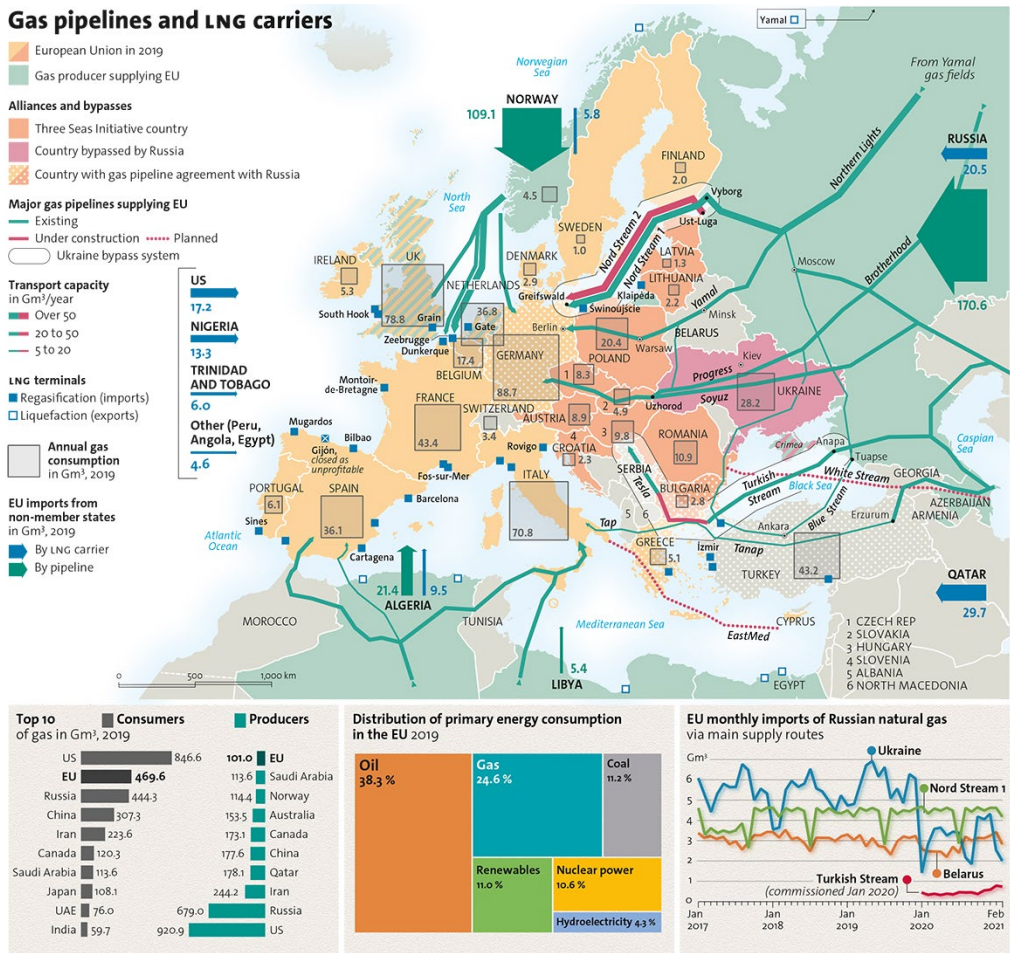 Gas pipelines and LNG carriers
European Union in 2019
Gas producer supplying EU
Alliances and bypasses
Three Seas Initiative country
Country bypassed by Russia
Country with gas pipeline agreement with Russia
Major gas pipelines supplying EU
Existing
Under construction
Planned
Ukraine bypass system
Transport capacity
in Gm³/year
Over 50
20 to 50
5 to 20
LNG terminals
Regasification (imports)
Liquefaction (exports)
Annual gas
consumption
in Gm³, 2019
EU imports from
non-member states
in Gm³, 2019
By LNG carrier
By pipeline
US
17.2
NIGERIA
13.3
TRINIDAD
AND TOBAGO
6.0
Other (Peru,
Angola, Egypt)
4.6
Yamal
From Yamal
gas fields
Norwegian
Sea
NORWAY
109.1
5.8
4.5
RUSSIA
20.5
170.6
Northern Lights
Brotherhood
FINLAND
2.0
Vyborg
Ust-Luga
North
Sea
SWEDEN
1.0
Nord Stream 2
Nord Stream 1
LATVIA
1.3
LITHUANIA
2.2
Klaipėda
Moscow
IRELAND
5.3
UK
78.8
South Hook
Grain
DENMARK
2.9
NETHERLANDS
36.8
Gate
Greifswald
Świnoujście
Yamal
Minsk
BELARUS
Zeebrugge
Dunkerque
17.4
BELGIUM
Berlin
GERMANY
88.7
20.4
Warsaw
POLAND
1
8.3
2
4.9
Uzhorod
Progress
Soyuz
Kiev
UKRAINE
28.2
Montoir-
de-Bretagne
FRANCE
43.4
SWITZERLAND
3.4
AUSTRIA
8.9
3
9.8
4
CROATIA
2.3
ROMANIA
10.9
Crimea
Anapa
Tuapse
Caspian
Sea
Mugardos
Gijón,
closed as
unprofitable
Bilbao
Fos-sur-Mer
Rovigo
ITALY
70.8
SERBIA
Tesla
BULGARIA
2.8
Turkish
Stream
Black Sea
White Stream
Blue Stream
GEORGIA
AZERBAIJAN
ARMENIA
PORTUGAL
6.1
SPAIN
36.1
Barcelona
Sines
Atlantic
Ocean
Cartagena
5
6
Tap
GREECE
5.1
İzmir
Ankara
Tanap
Erzurum
TURKEY
43.2
21.4
9.5
ALGERIA
MOROCCO
TUNISIA
Mediterranean Sea
EastMed
CYPRUS
5.4
LIBYA
EGYPT
QATAR
29.7
1 CZECH REP
2 SLOVAKIA
3 HUNGARY
4 SLOVENIA
5 ALBANIA
6 NORTH MACEDONIA
0
500
1,000 km
Top 10
Consumers
Producers
of gas in Gm³, 2019
US 846.6
EU 469.6
Russia 444.3
China 307.3
Iran 223.6
Canada 120.3
Saudi Arabia 113.6
Japan 108.1
UAE 76.0
India 59.7
101.0 EU
113.6 Saudi Arabia
114.4 Norway
153.5 Australia
173.1 Canada
177.6 China
178.1 Qatar
244.2 Iran
679.0 Russia
920.9 US
Distribution of primary energy consumption
in the EU 2019
Oil
38.3 %
Gas
24.6 %
Coal
11.2 %
Renewables
11.0 %
Nuclear power
10.6 %
Hydroelectricity 4.3 %
EU monthly imports of Russian natural gas
via main supply routes
Gm³
6
5
4
3
2
1
0
Ukraine
Nord Stream 1
Belarus
Turkish Stream
(commissioned Jan 2020)
Jan
2017
Jan
2018
Jan
2019
Jan
2020
Feb
2021